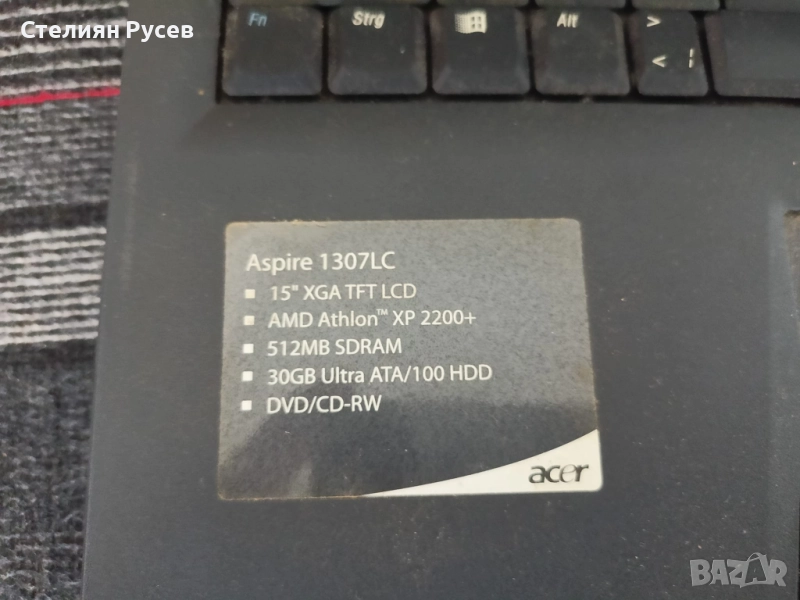 Стелиян Русев
Fn Strg Alt >
< ¦
Aspire 1307LC
▪ 15" XGA TFT LCD
▪ AMD Athlon™ XP 2200+
▪ 512MB SDRAM
▪ 30GB Ultra ATA/100 HDD
▪ DVD/CD-RW
acer
BAZAR